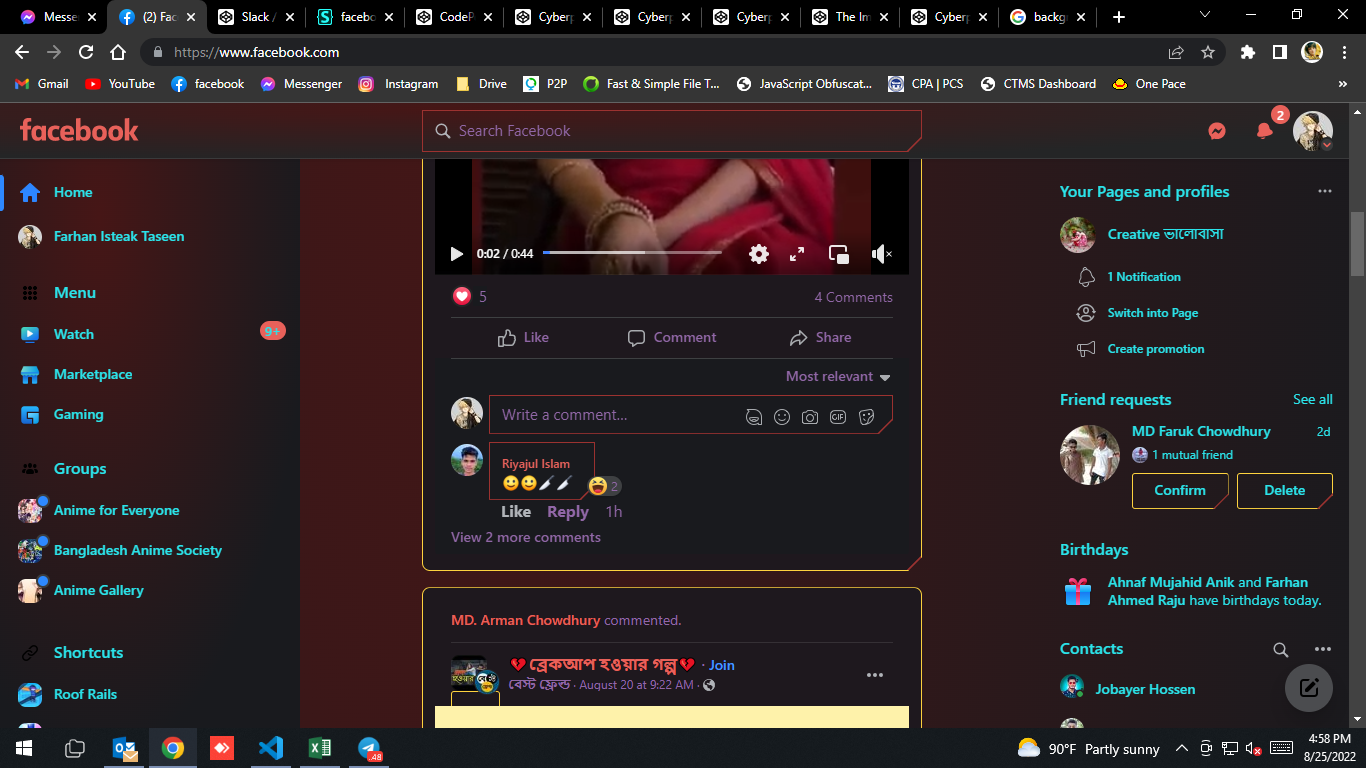 Messe
(2) Fac
Slack /
facebo
CodeP
Cyberp
Cyberp
Cyberp
The Im
Cyberp
backgr
https://www.facebook.com
Gmail
YouTube
facebook
Messenger
Instagram
Drive
P2P
Fast & Simple File T...
JavaScript Obfuscat...
CPA | PCS
CTMS Dashboard
One Pace
»
facebook
Search Facebook
2
Home
Farhan Isteak Taseen
Menu
Watch
9+
Marketplace
Gaming
Groups
Anime for Everyone
Bangladesh Anime Society
Anime Gallery
Shortcuts
Roof Rails
0:02 / 0:44
5
4 Comments
Like
Comment
Share
Most relevant
Write a comment...
GIF
Riyajul Islam
😀😀🔪🔪
😆 2
Like Reply 1h
View 2 more comments
MD. Arman Chowdhury commented.
💔ব্রেকআপ হওয়ার গল্প💔 · Join
বেস্ট ফ্রেন্ড · August 20 at 9:22 AM ·
Your Pages and profiles
Creative ভালোবাসা
1 Notification
Switch into Page
Create promotion
Friend requests
See all
MD Faruk Chowdhury
2d
1 mutual friend
Confirm
Delete
Birthdays
Ahnaf Mujahid Anik and Farhan
Ahmed Raju have birthdays today.
Contacts
Jobayer Hossen
48
90°F Partly sunny
4:58 PM
8/25/2022